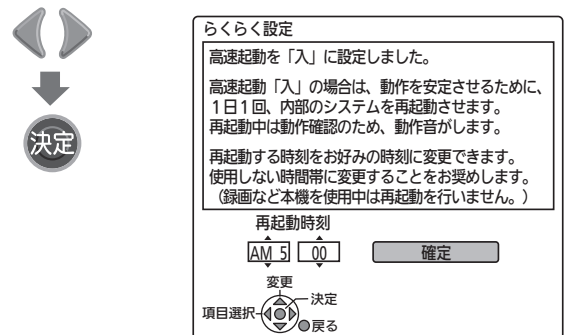 決定
らくらく設定
高速起動を「入」に設定しました。
高速起動「入」の場合は、動作を安定させるために、
1日1回、内部のシステムを再起動させます。
再起動中は動作確認のため、動作音がします。
再起動する時刻をお好みの時刻に変更できます。
使用しない時間帯に変更することをお奨めします。
（録画など本機を使用中は再起動を行いません。）
再起動時刻
AM 5 00 確定
変更
決定
項目選択
戻る